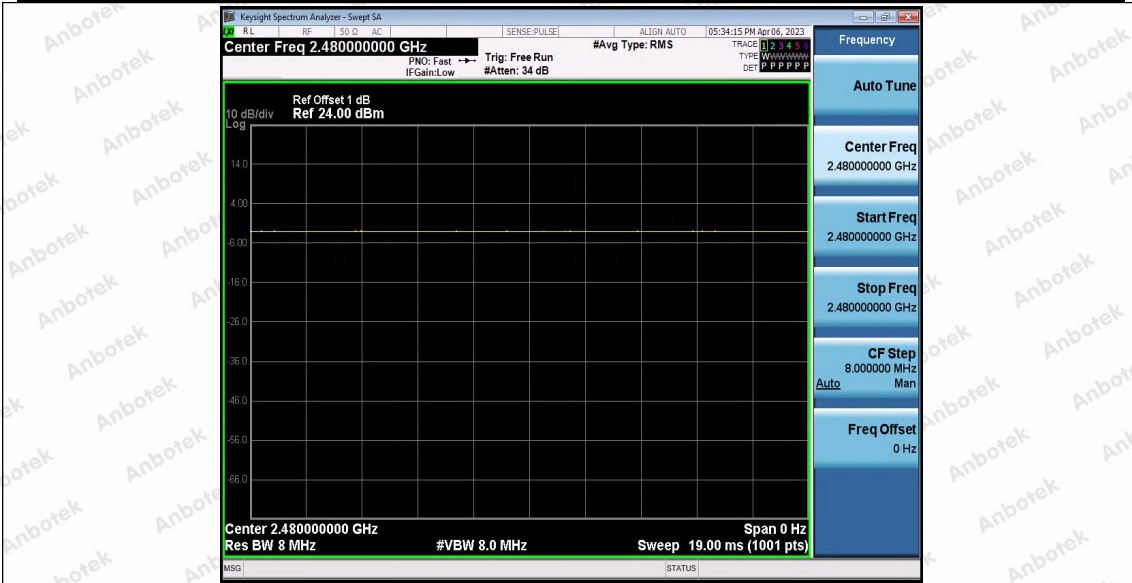 Keysight Spectrum Analyzer - Swept SA
RL RF 50 Ω AC SENSE:PULSE ALIGN AUTO 05:34:15 PM Apr 06, 2023
Center Freq 2.480000000 GHz
#Avg Type: RMS
TRACE 1 2 3 4 5 6
PNO: Fast Trig: Free Run
TYPE WWWWWW
IFGain:Low #Atten: 34 dB
DET P P P P P P
Ref Offset 1 dB
10 dB/div Ref 24.00 dBm
Log
14.0
4.00
-6.00
-16.0
-26.0
-36.0
-46.0
-56.0
-66.0
Center 2.480000000 GHz Span 0 Hz
Res BW 8 MHz #VBW 8.0 MHz Sweep 19.00 ms (1001 pts)
MSG STATUS
Frequency
Auto Tune
Center Freq
2.480000000 GHz
Start Freq
2.480000000 GHz
Stop Freq
2.480000000 GHz
CF Step
8.000000 MHz
Auto Man
Freq Offset
0 Hz
Anbotek